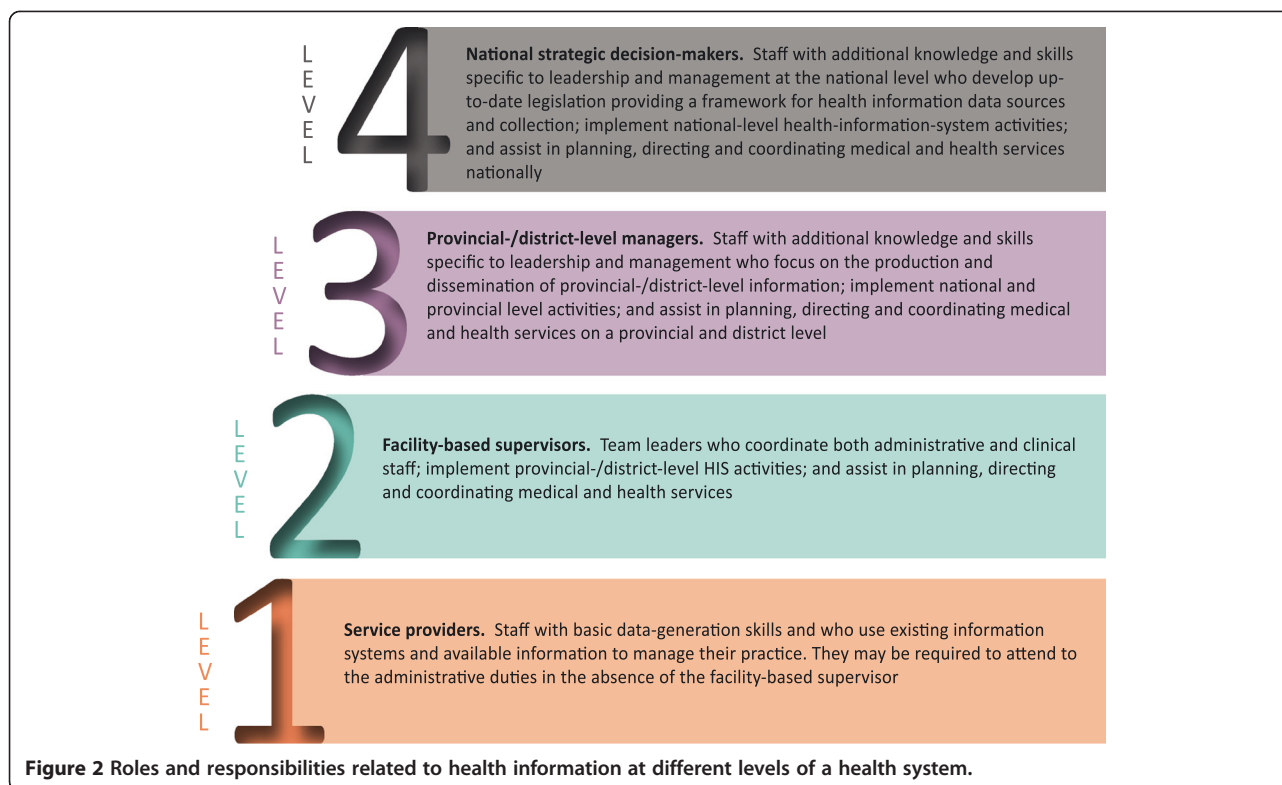 LEVEL
4
National strategic decision-makers. Staff with additional knowledge and skills
specific to leadership and management at the national level who develop up-
to-date legislation providing a framework for health information data sources
and collection; implement national-level health-information-system activities;
and assist in planning, directing and coordinating medical and health services
nationally
LEVEL
3
Provincial-/district-level managers. Staff with additional knowledge and skills
specific to leadership and management who focus on the production and
dissemination of provincial-/district-level information; implement national and
provincial level activities; and assist in planning, directing and coordinating medical
and health services on a provincial and district level
LEVEL
2
Facility-based supervisors. Team leaders who coordinate both administrative and clinical
staff; implement provincial-/district-level HIS activities; and assist in planning, directing
and coordinating medical and health services
LEVEL
1
Service providers. Staff with basic data-generation skills and who use existing information
systems and available information to manage their practice. They may be required to attend to
the administrative duties in the absence of the facility-based supervisor
Figure 2 Roles and responsibilities related to health information at different levels of a health system.